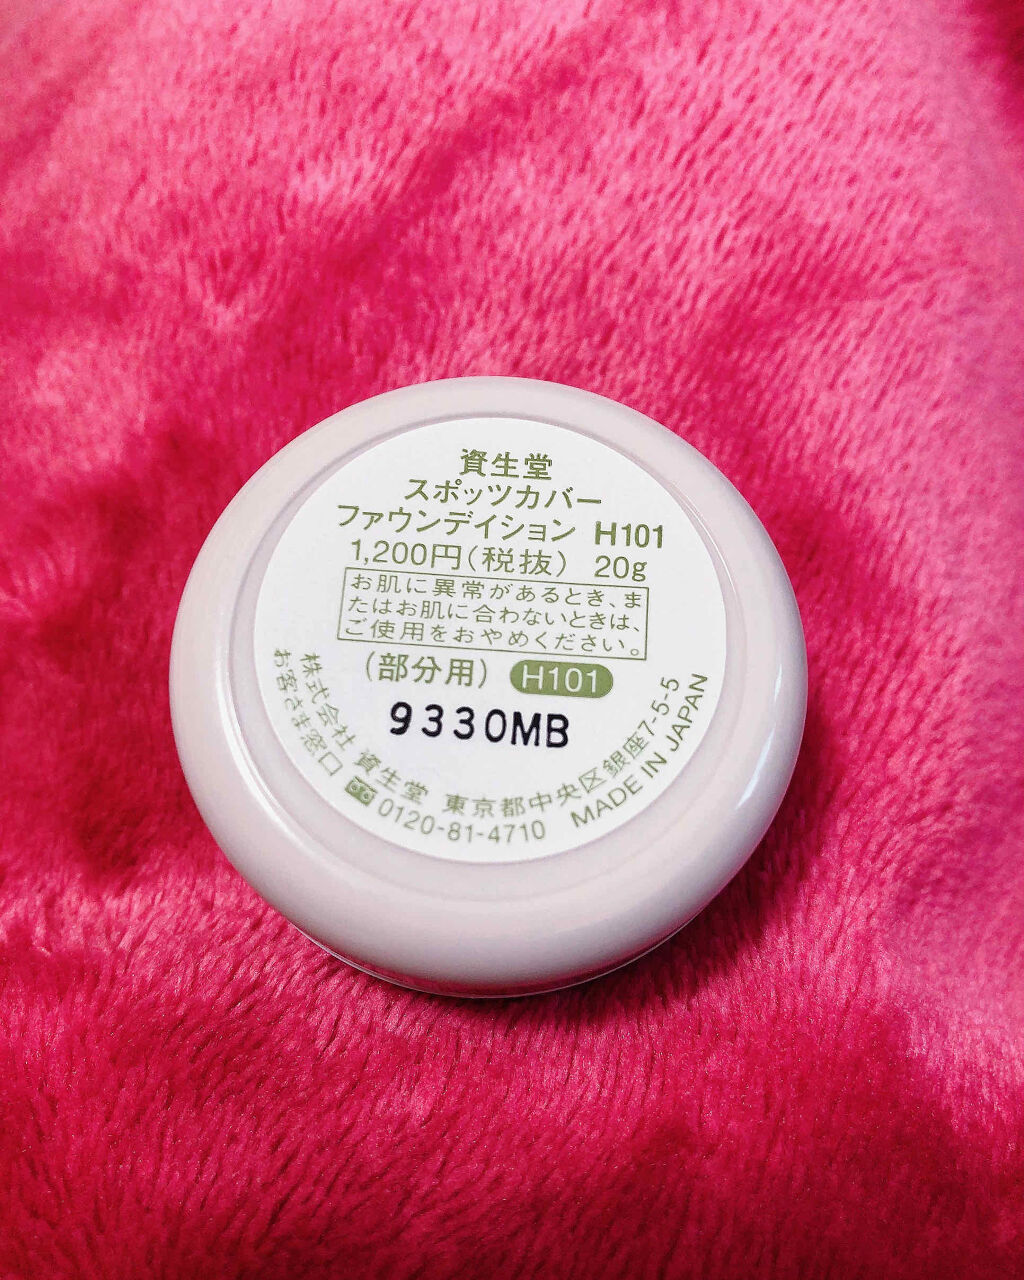 資生堂
スポッツカバー
ファウンデイション H101
1,200円(税抜) 20g
お肌に異常があるとき、ま
たはお肌に合わないときは、
ご使用をおやめください。
(部分用) H101
9330MB
株式会社 資生堂 東京都中央区銀座7-5-5
お客さま窓口 0120-81-4710 MADE IN JAPAN